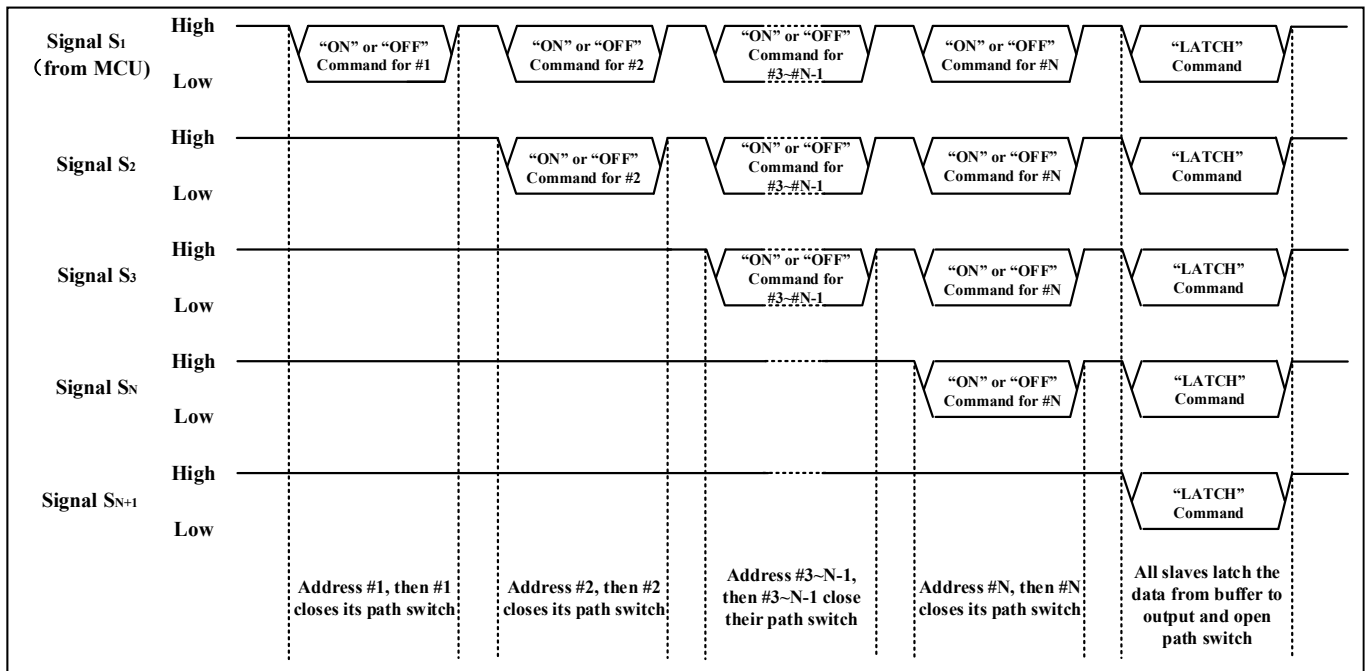 Signal S1
(from MCU)
High
Low
“ON” or “OFF”
Command for #1
“ON” or “OFF”
Command for #2
“ON” or “OFF”
Command for
#3~#N-1
“ON” or “OFF”
Command for #N
“LATCH”
Command
Signal S2
High
Low
“ON” or “OFF”
Command for #2
“ON” or “OFF”
Command for
#3~#N-1
“ON” or “OFF”
Command for #N
“LATCH”
Command
Signal S3
High
Low
“ON” or “OFF”
Command for
#3~#N-1
“ON” or “OFF”
Command for #N
“LATCH”
Command
Signal SN
High
Low
“ON” or “OFF”
Command for #N
“LATCH”
Command
Signal SN+1
High
Low
“LATCH”
Command
Address #1, then #1
closes its path switch
Address #2, then #2
closes its path switch
Address #3~N-1,
then #3~N-1 close
their path switch
Address #N, then #N
closes its path switch
All slaves latch the
data from buffer to
output and open
path switch